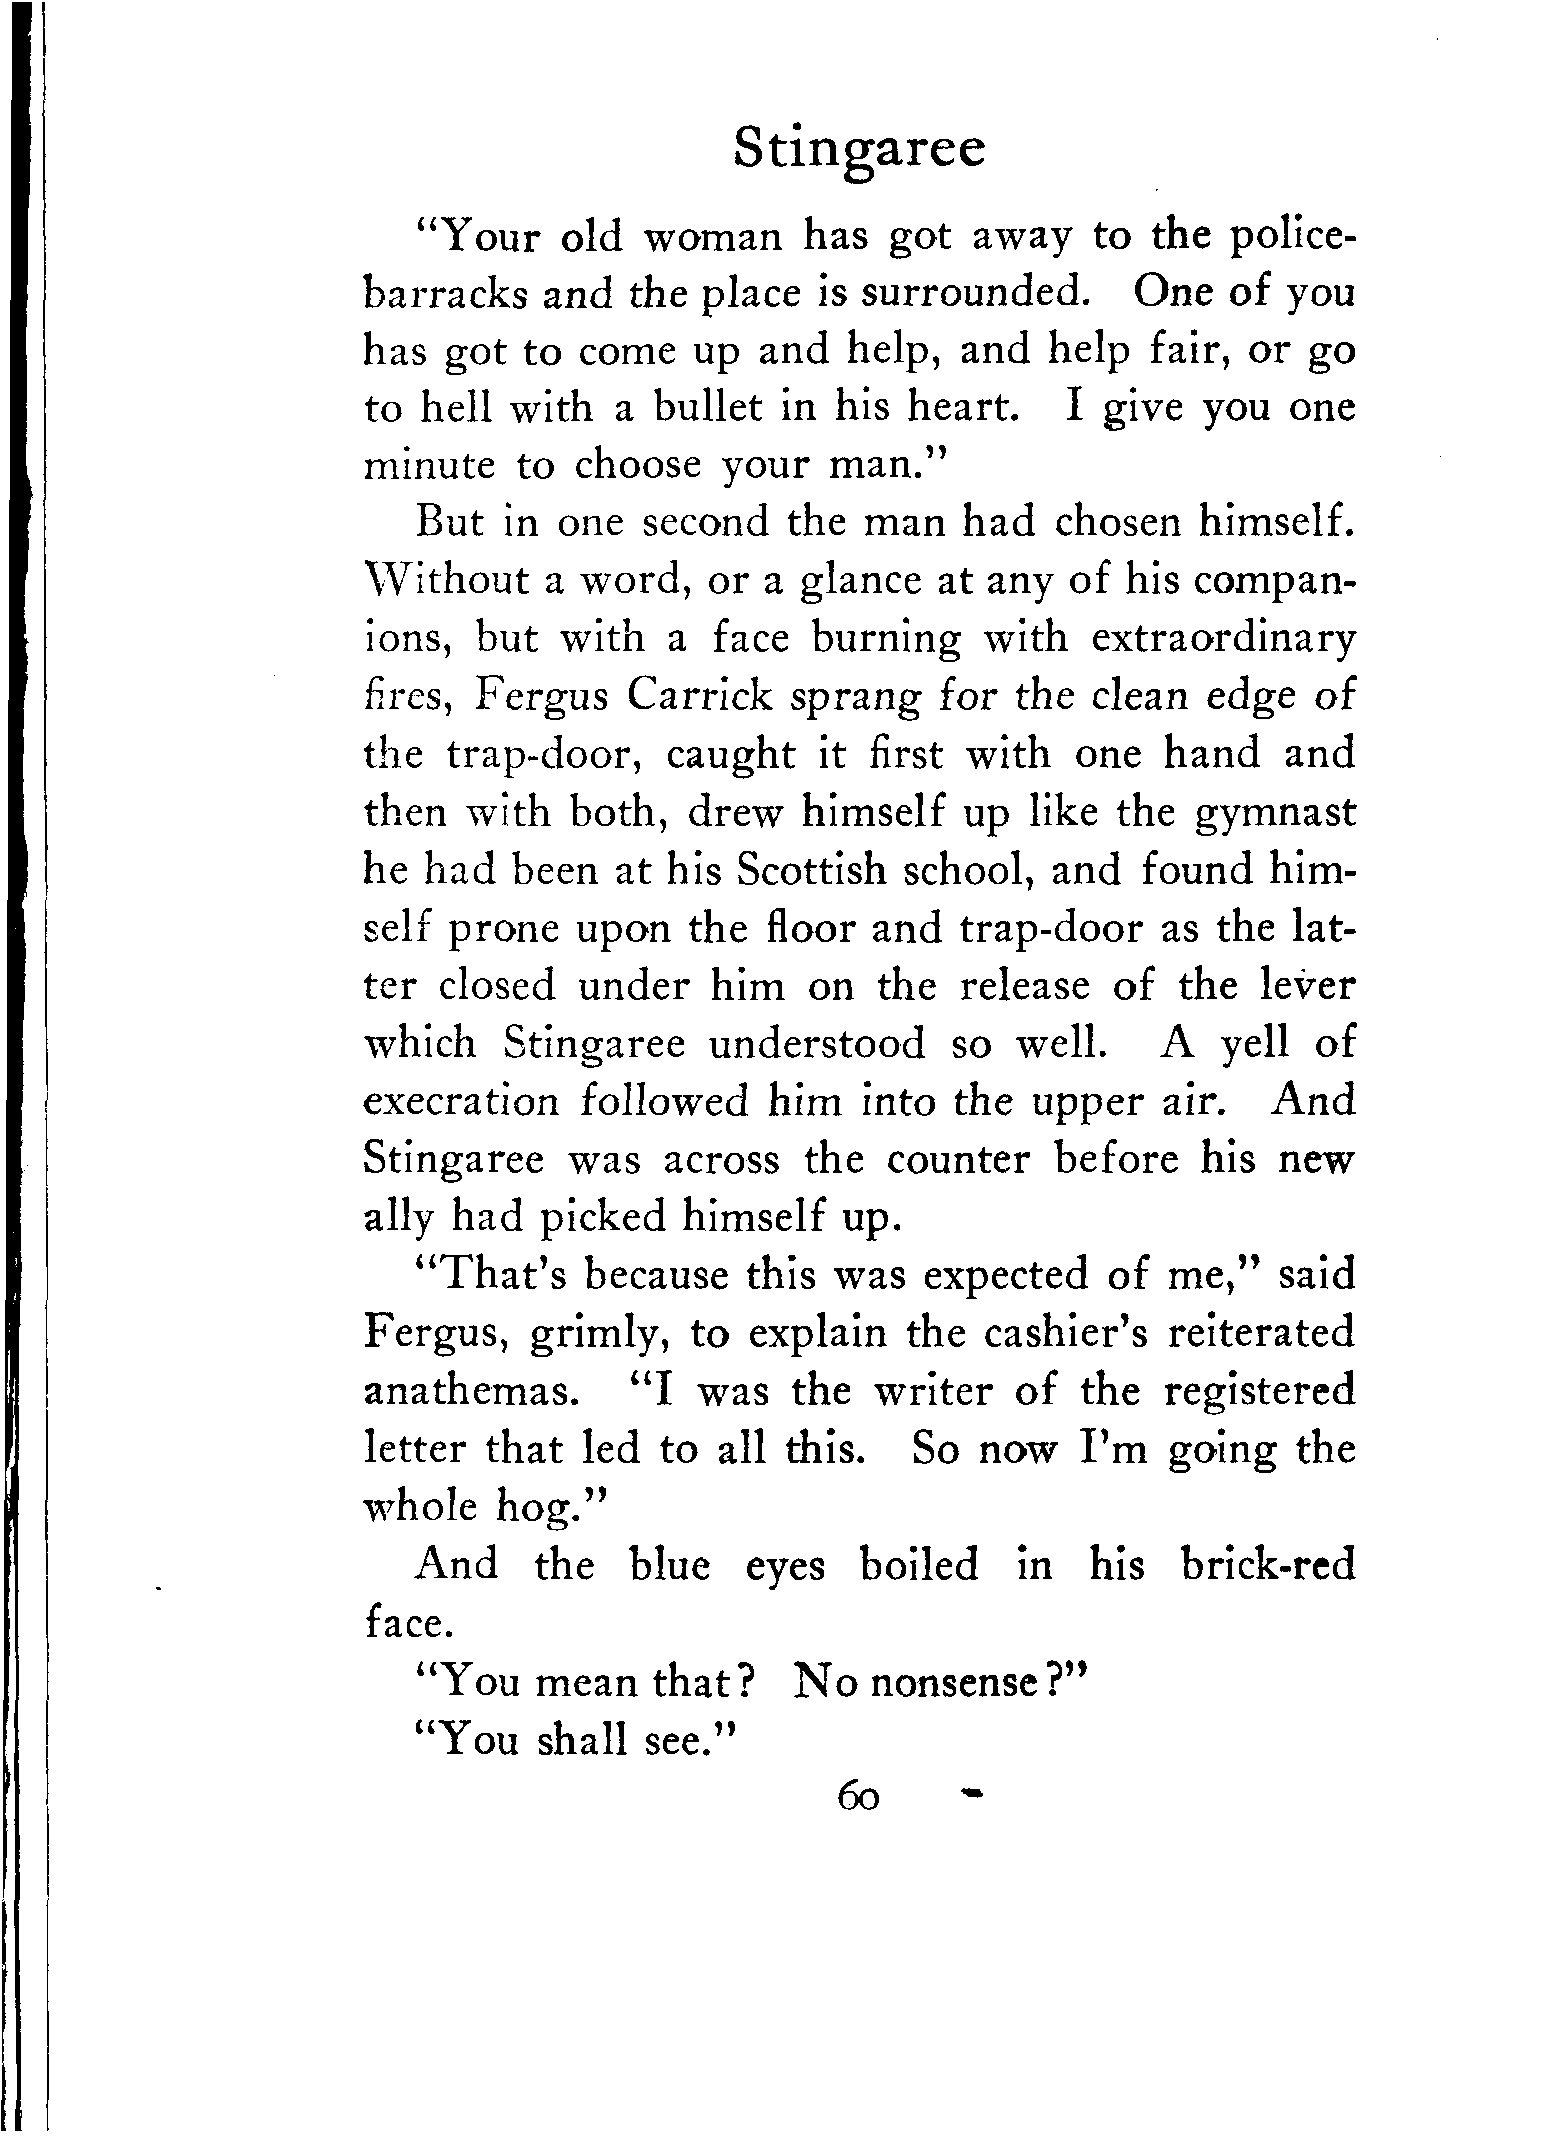 Stingaree
"Your old woman has got away to the police-
barracks and the place is surrounded. One of you
has got to come up and help, and help fair, or go
to hell with a bullet in his heart. I give you one
minute to choose your man."
But in one second the man had chosen himself.
Without a word, or a glance at any of his compan-
ions, but with a face burning with extraordinary
fires, Fergus Carrick sprang for the clean edge of
the trap-door, caught it first with one hand and
then with both, drew himself up like the gymnast
he had been at his Scottish school, and found him-
self prone upon the floor and trap-door as the lat-
ter closed under him on the release of the lever
which Stingaree understood so well. A yell of
execration followed him into the upper air. And
Stingaree was across the counter before his new
ally had picked himself up.
"That's because this was expected of me," said
Fergus, grimly, to explain the cashier's reiterated
anathemas. "I was the writer of the registered
letter that led to all this. So now I'm going the
whole hog."
And the blue eyes boiled in his brick-red
face.
"You mean that? No nonsense?"
"You shall see."
60